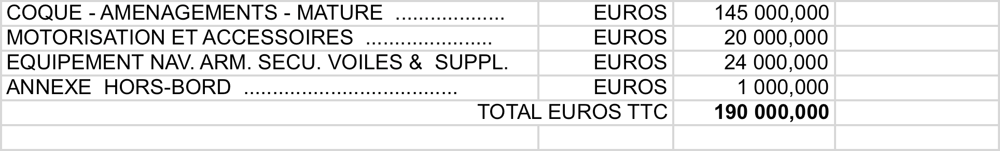 COQUE - AMENAGEMENTS - MATURE ................... EUROS 145 000,000
MOTORISATION ET ACCESSOIRES ...................... EUROS 20 000,000
EQUIPEMENT NAV. ARM. SECU. VOILES & SUPPL. EUROS 24 000,000
ANNEXE HORS-BORD ..................................... EUROS 1 000,000
TOTAL EUROS TTC 190 000,000